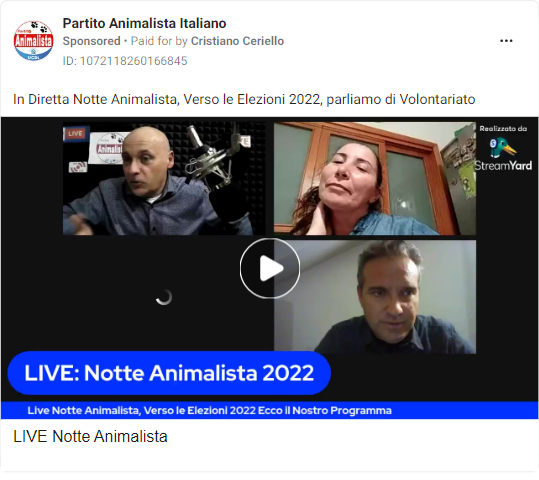 Partito Animalista Italiano
Sponsored • Paid for by Cristiano Ceriello
ID: 1072118260166845
In Diretta Notte Animalista, Verso le Elezioni 2022, parliamo di Volontariato
Partito
Animalista
UCDL
LIVE
Animalista
Realizzato da
StreamYard
LIVE: Notte Animalista 2022
Live Notte Animalista, Verso le Elezioni 2022 Ecco il Nostro Programma
LIVE Notte Animalista